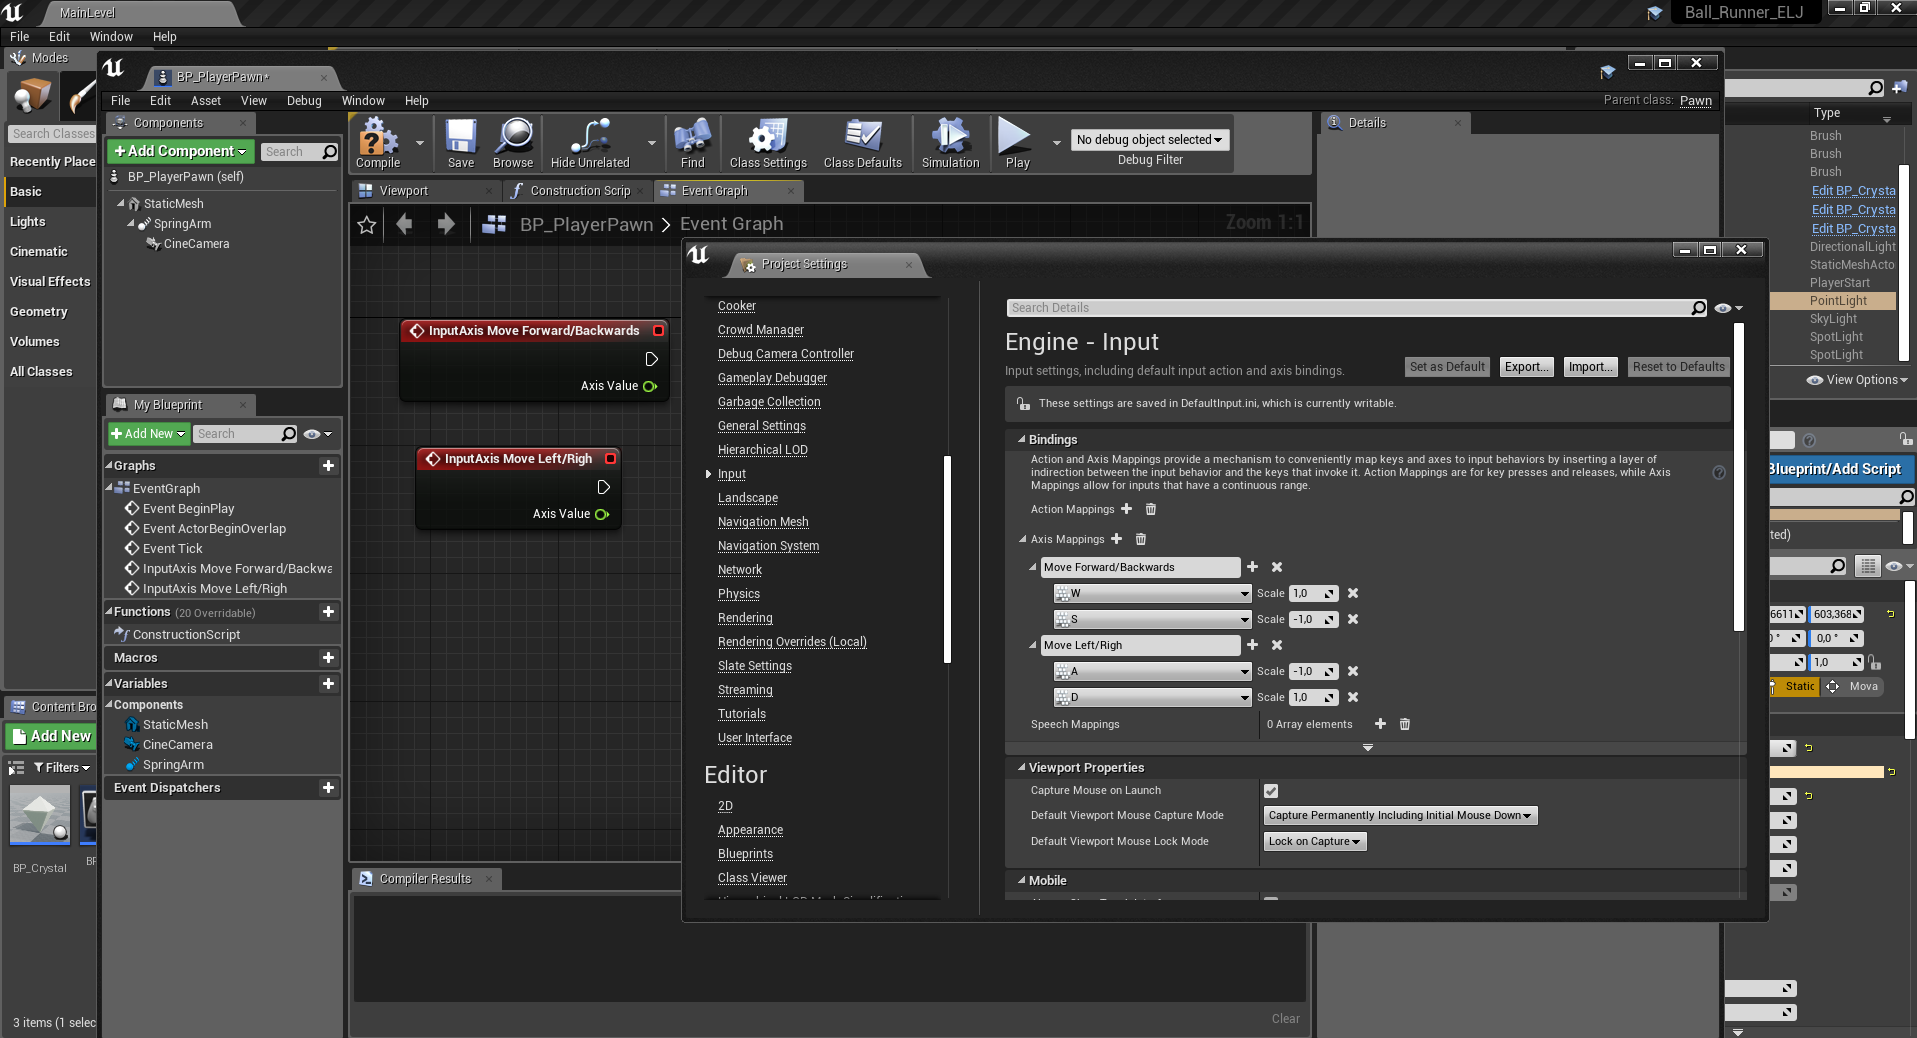 MainLevel
Ball_Runner_ELJ
File Edit Window Help
Modes
BP_PlayerPawn*
File Edit Asset View Debug Window Help
Parent class: Pawn
Search Classes
Recently Place
Basic
Lights
Cinematic
Visual Effects
Geometry
Volumes
All Classes
Components
+Add Component
Search
BP_PlayerPawn (self)
StaticMesh
SpringArm
CineCamera
My Blueprint
+Add New
Search
Graphs
EventGraph
Event BeginPlay
Event ActorBeginOverlap
Event Tick
InputAxis Move Forward/Backwa
InputAxis Move Left/Righ
Functions (20 Overridable)
ConstructionScript
Macros
Variables
Components
StaticMesh
CineCamera
SpringArm
Event Dispatchers
Content Bro
Add New
Filters
BP_Crystal
BP
3 items (1 selec
Compile Save Browse Hide Unrelated Find Class Settings Class Defaults Simulation Play
No debug object selected
Debug Filter
Viewport
Construction Scrip
Event Graph
BP_PlayerPawn > Event Graph
Zoom 1:1
InputAxis Move Forward/Backwards
Axis Value
InputAxis Move Left/Righ
Axis Value
Compiler Results
Clear
Details
Project Settings
Cooker
Crowd Manager
Debug Camera Controller
Gameplay Debugger
Garbage Collection
General Settings
Hierarchical LOD
Input
Landscape
Navigation Mesh
Navigation System
Network
Physics
Rendering
Rendering Overrides (Local)
Slate Settings
Streaming
Tutorials
User Interface
Editor
2D
Appearance
Blueprints
Class Viewer
Search Details
Engine - Input
Input settings, including default input action and axis bindings.
Set as Default Export... Import... Reset to Defaults
These settings are saved in DefaultInput.ini, which is currently writable.
Bindings
Action and Axis Mappings provide a mechanism to conveniently map keys and axes to input behaviors by inserting a layer of
indirection between the input behavior and the keys that invoke it. Action Mappings are for key presses and releases, while Axis
Mappings allow for inputs that have a continuous range.
Action Mappings
Axis Mappings
Move Forward/Backwards
W Scale 1,0
S Scale -1,0
Move Left/Righ
A Scale -1,0
D Scale 1,0
Speech Mappings 0 Array elements
Viewport Properties
Capture Mouse on Launch
Default Viewport Mouse Capture Mode Capture Permanently Including Initial Mouse Down
Default Viewport Mouse Lock Mode Lock on Capture
Mobile
Type
Brush
Brush
Brush
Edit BP_Crysta
Edit BP_Crysta
Edit BP_Crysta
DirectionalLight
StaticMeshActo
PlayerStart
PointLight
SkyLight
SpotLight
SpotLight
View Options
Blueprint/Add Script
ted)
6611 603,368
0 ° 0,0 °
1,0
Static Mova